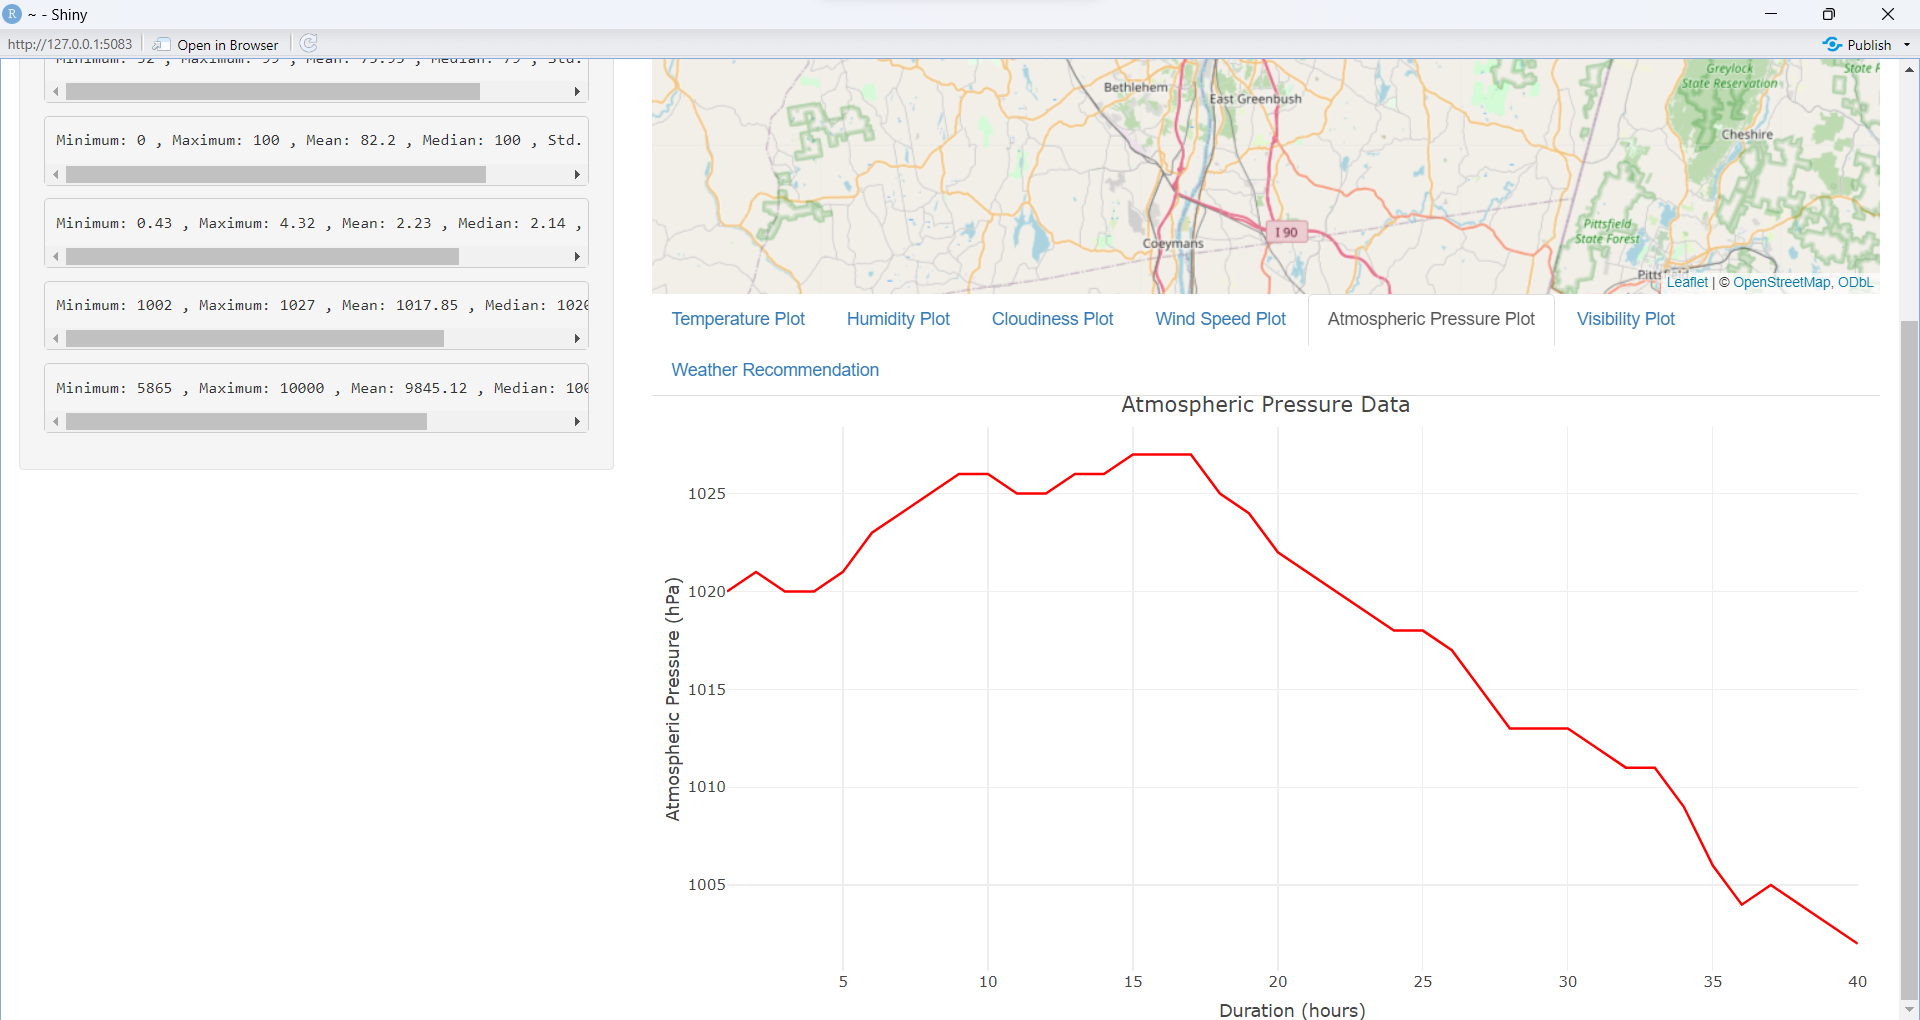 ~ - Shiny
http://127.0.0.1:5083
Open in Browser
Publish
Minimum: 0 , Maximum: 100 , Mean: 82.2 , Median: 100 , Std.
Minimum: 0.43 , Maximum: 4.32 , Mean: 2.23 , Median: 2.14 ,
Minimum: 1002 , Maximum: 1027 , Mean: 1017.85 , Median: 1020
Minimum: 5865 , Maximum: 10000 , Mean: 9845.12 , Median: 100
Bethlehem
East Greenbush
Greylock
State Reservation
State F
Cheshire
Coeymans
I 90
Pittsfield
State Forest
Leaflet | © OpenStreetMap, ODbL
Temperature Plot
Humidity Plot
Cloudiness Plot
Wind Speed Plot
Atmospheric Pressure Plot
Visibility Plot
Weather Recommendation
Atmospheric Pressure Data
Atmospheric Pressure (hPa)
1025
1020
1015
1010
1005
5
10
15
20
25
30
35
40
Duration (hours)